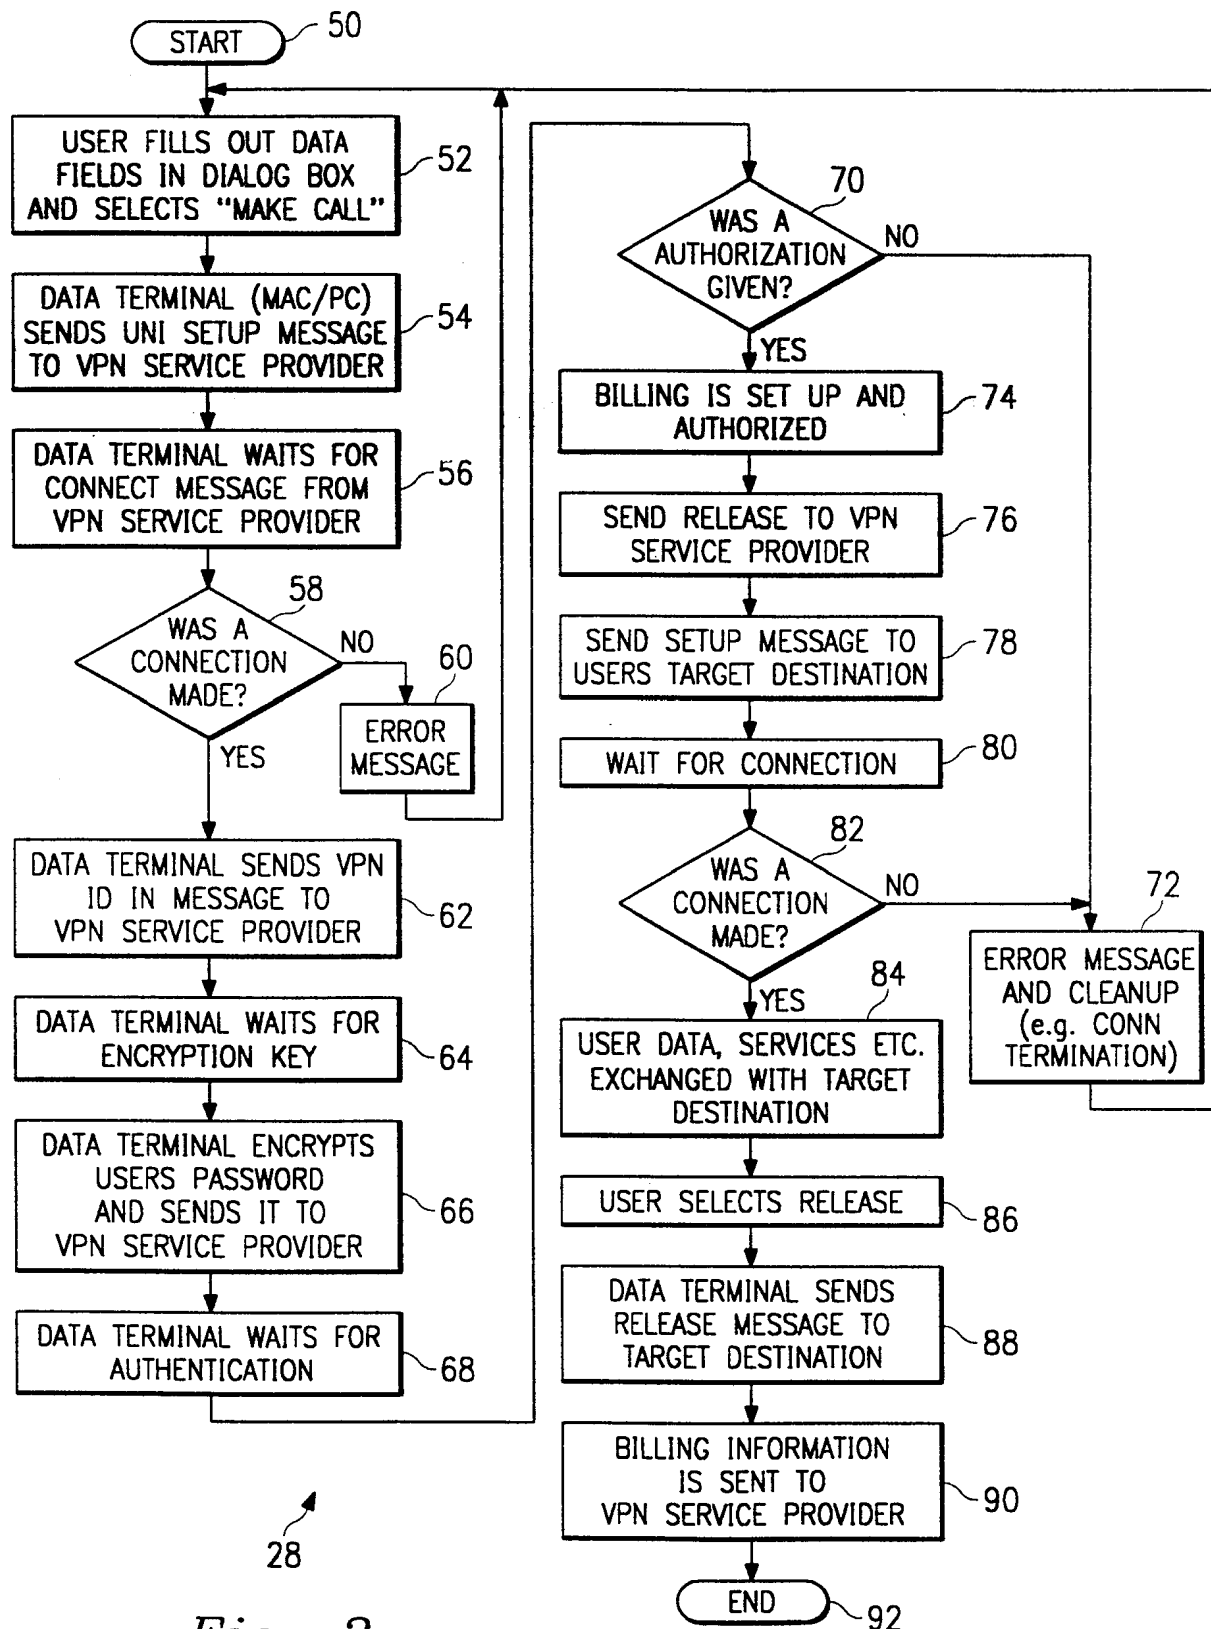 START
50
USER FILLS OUT DATA
FIELDS IN DIALOG BOX
AND SELECTS "MAKE CALL"
52
DATA TERMINAL (MAC/PC)
SENDS UNI SETUP MESSAGE
TO VPN SERVICE PROVIDER
54
DATA TERMINAL WAITS FOR
CONNECT MESSAGE FROM
VPN SERVICE PROVIDER
56
58
WAS A
CONNECTION
MADE?
NO
YES
60
ERROR
MESSAGE
DATA TERMINAL SENDS VPN
ID IN MESSAGE TO
VPN SERVICE PROVIDER
62
DATA TERMINAL WAITS FOR
ENCRYPTION KEY
64
DATA TERMINAL ENCRYPTS
USERS PASSWORD
AND SENDS IT TO
VPN SERVICE PROVIDER
66
DATA TERMINAL WAITS FOR
AUTHENTICATION
68
70
WAS A
AUTHORIZATION
GIVEN?
NO
YES
BILLING IS SET UP AND
AUTHORIZED
74
SEND RELEASE TO VPN
SERVICE PROVIDER
76
SEND SETUP MESSAGE TO
USERS TARGET DESTINATION
78
WAIT FOR CONNECTION
80
82
WAS A
CONNECTION
MADE?
NO
YES
72
ERROR MESSAGE
AND CLEANUP
(e.g. CONN
TERMINATION)
84
USER DATA, SERVICES ETC.
EXCHANGED WITH TARGET
DESTINATION
USER SELECTS RELEASE
86
DATA TERMINAL SENDS
RELEASE MESSAGE TO
TARGET DESTINATION
88
BILLING INFORMATION
IS SENT TO
VPN SERVICE PROVIDER
90
END
92
28